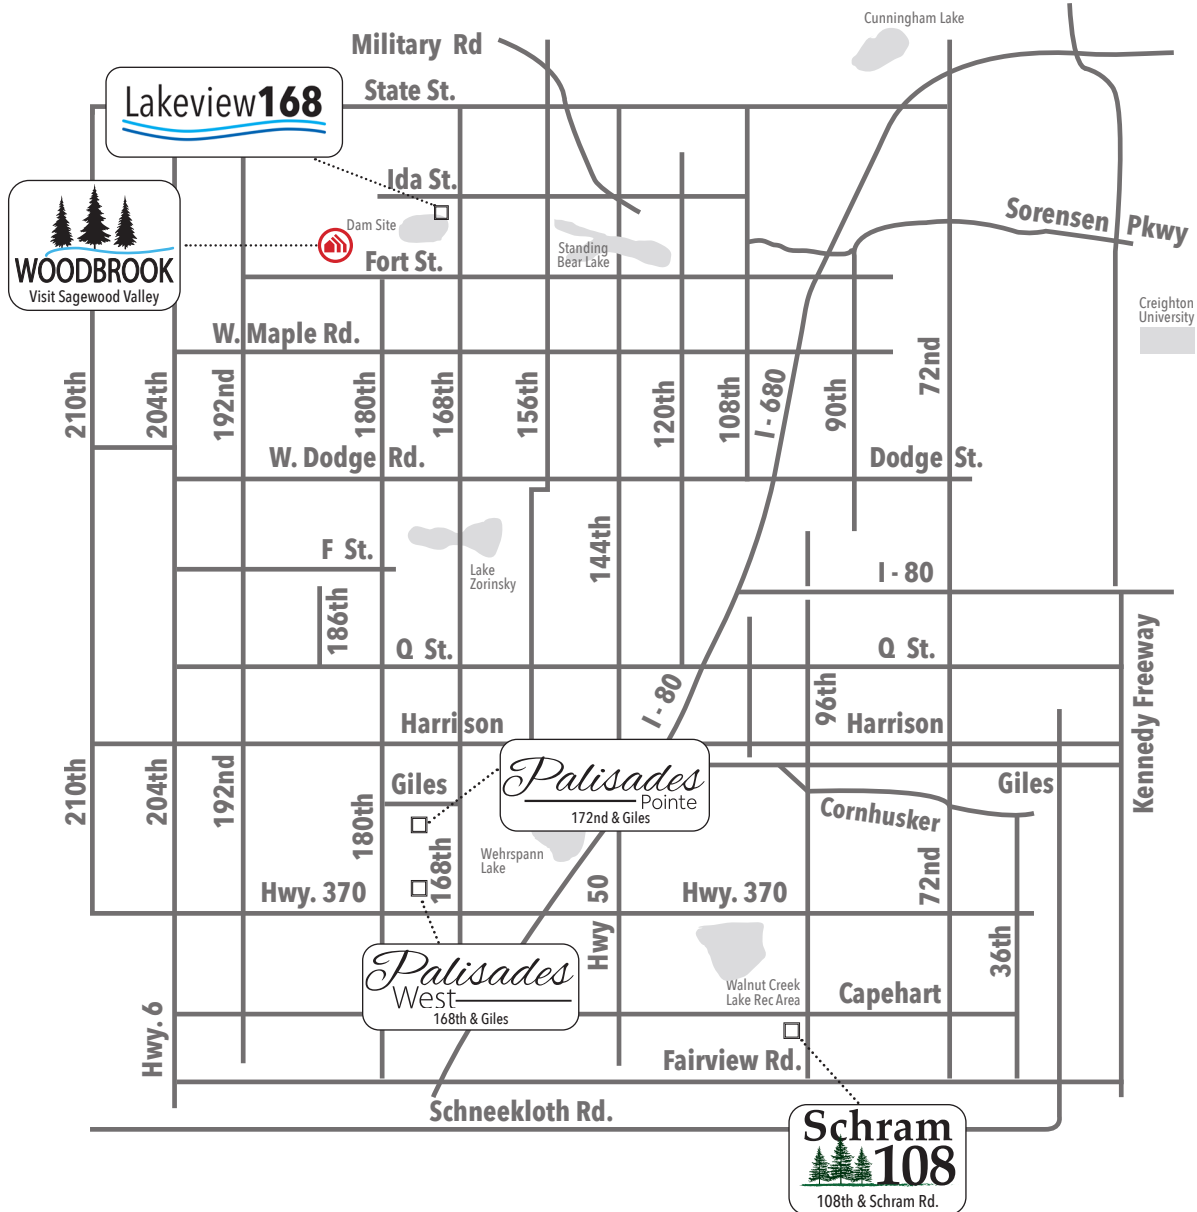 Cunningham Lake
Military Rd
State St.
Lakeview168
Ida St.
Dam Site
Fort St.
Standing
Bear Lake
Sorensen Pkwy
WOODBROOK
Visit Sagewood Valley
Creighton
University
W. Maple Rd.
210th
204th
192nd
180th
168th
156th
120th
108th
I - 680
90th
72nd
W. Dodge Rd.
Dodge St.
F St.
Lake
Zorinsky
144th
I - 80
186th
Q St.
Q St.
I - 80
96th
Kennedy Freeway
Harrison
Harrison
210th
204th
192nd
180th
Giles
Palisades
Pointe
172nd & Giles
Giles
Cornhusker
168th
Wehrspann
Lake
72nd
Hwy. 370
Hwy 50
Hwy. 370
36th
Palisades
West
168th & Giles
Walnut Creek
Lake Rec Area
Capehart
Hwy. 6
Fairview Rd.
Schneekloth Rd.
Schram
108
108th & Schram Rd.